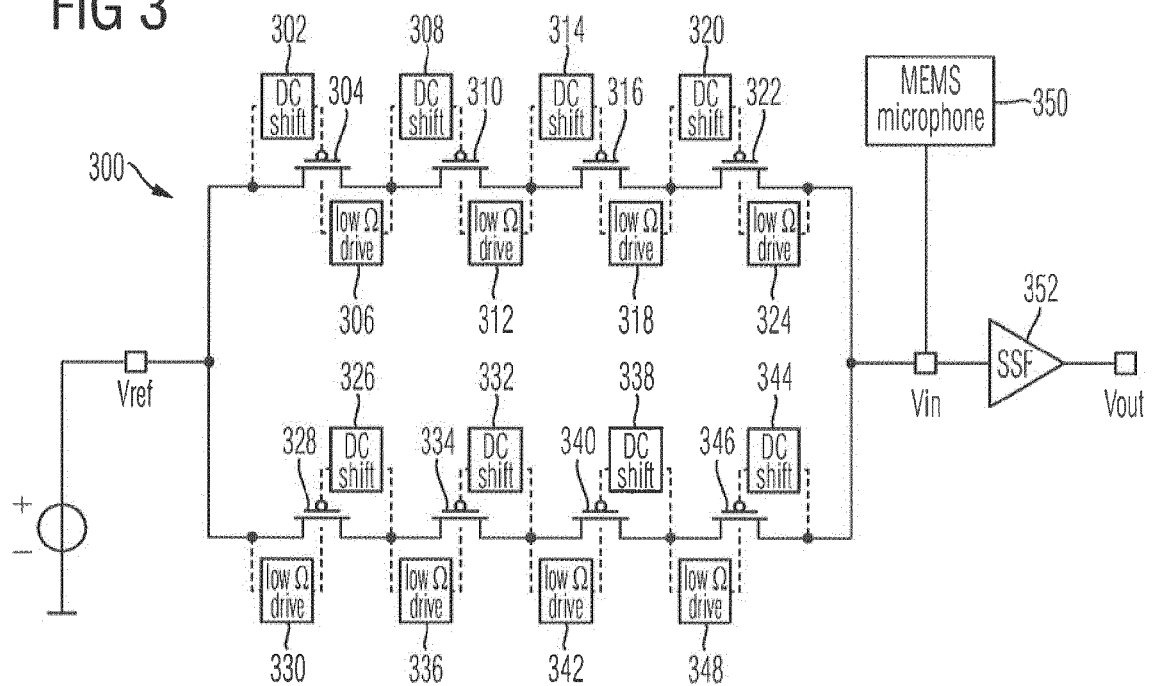 FIG 3
302
308
314
320
DC
shift
304
DC
shift
310
DC
shift
316
DC
shift
322
MEMS
microphone
350
300
low Ω
drive
low Ω
drive
low Ω
drive
low Ω
drive
306
312
318
324
352
SSF
Vref
Vin
Vout
326
332
338
344
328
DC
shift
334
DC
shift
340
DC
shift
346
DC
shift
+
−
low Ω
drive
low Ω
drive
low Ω
drive
low Ω
drive
330
336
342
348